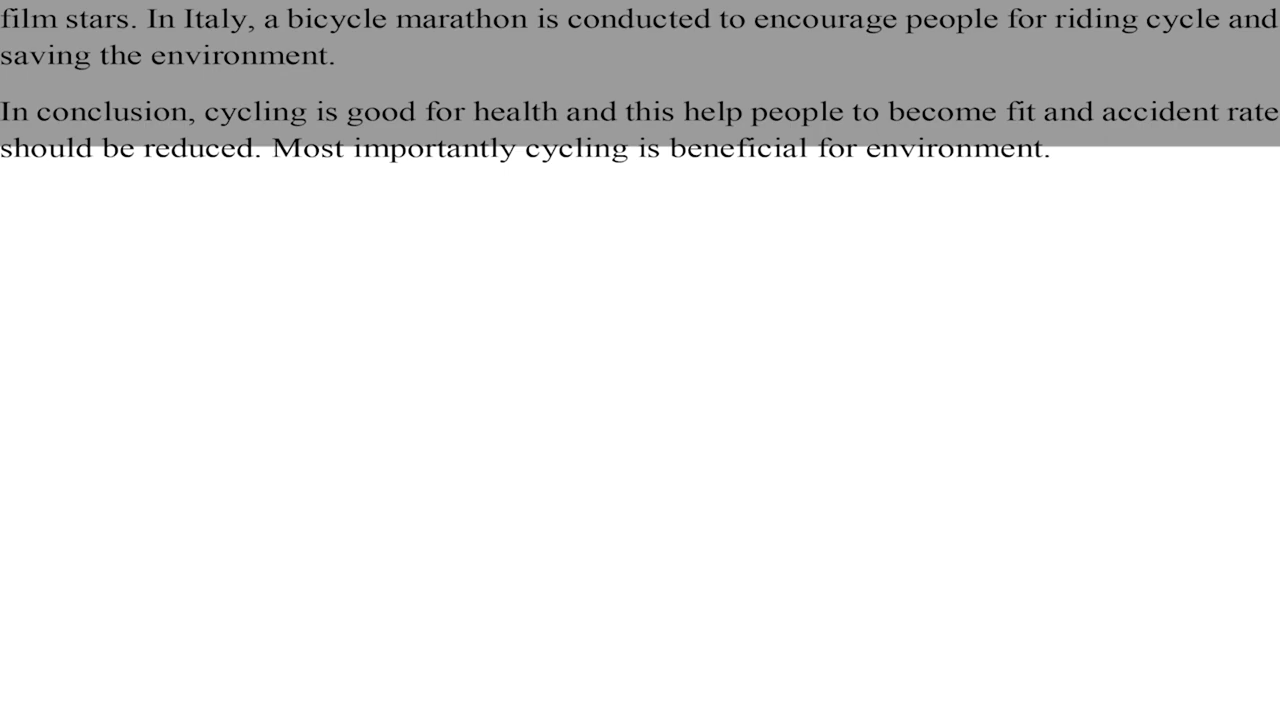 film stars. In Italy, a bicycle marathon is conducted to encourage people for riding cycle and
saving the environment.
In conclusion, cycling is good for health and this help people to become fit and accident rate
should be reduced. Most importantly cycling is beneficial for environment.